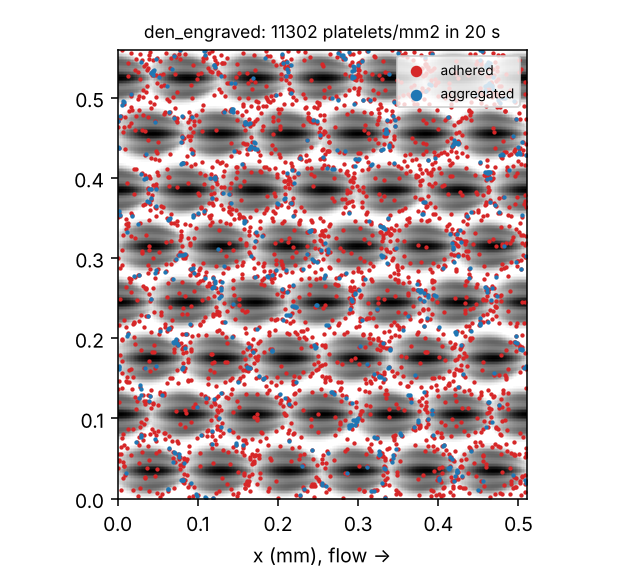 den_engraved: 11302 platelets/mm2 in 20 s
adhered
aggregated
0.5
0.4
0.3
0.2
0.1
0.0
0.0 0.1 0.2 0.3 0.4 0.5
x (mm), flow →